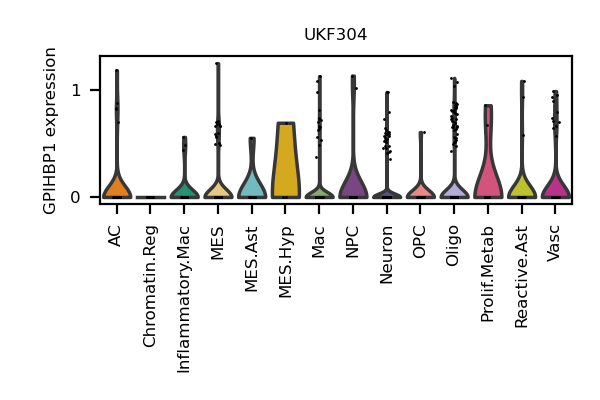 UKF304
GPIHBP1 expression
1
0
AC
Chromatin.Reg
Inflammatory.Mac
MES
MES.Ast
MES.Hyp
Mac
NPC
Neuron
OPC
Oligo
Prolif.Metab
Reactive.Ast
Vasc